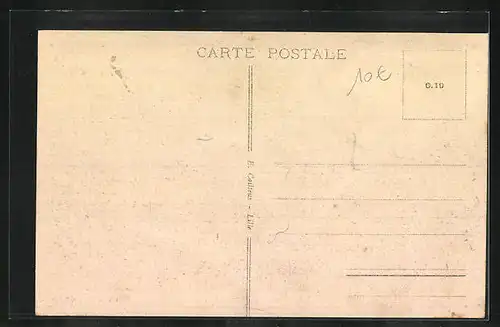 CARTE POSTALE
10€
0.10
E. Cailteux - Lille